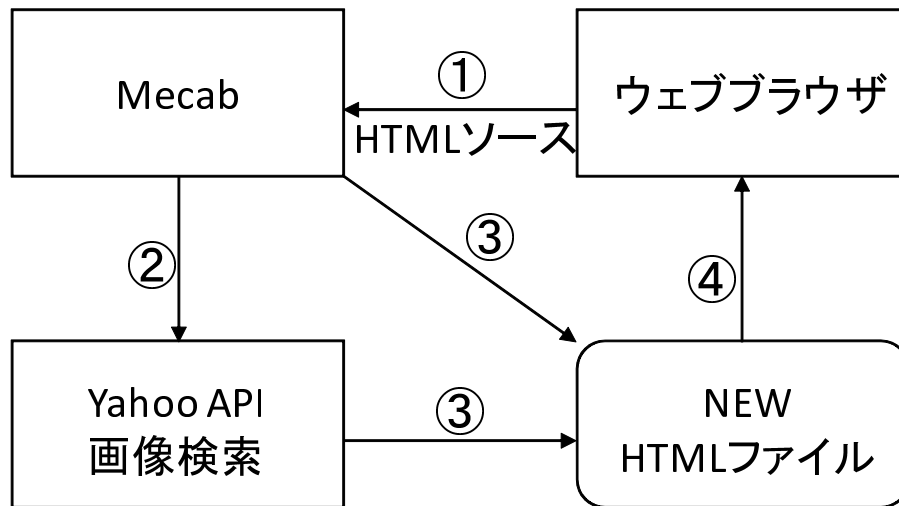 Mecab
①
HTMLソース
ウェブブラウザ
②
③
④
Yahoo API
画像検索
③
NEW
HTMLファイル